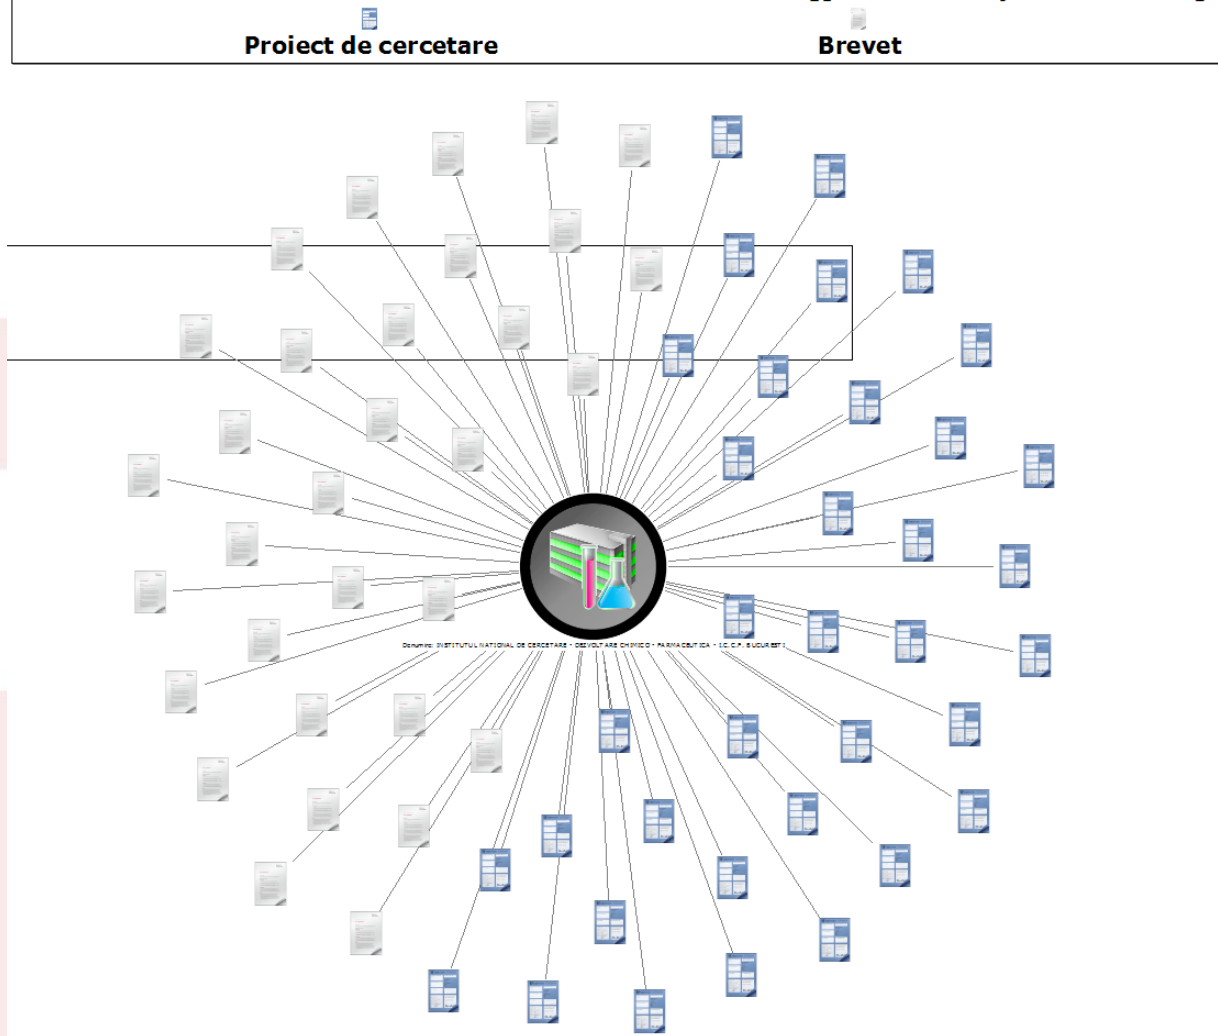 Proiect de cercetare
Brevet
Denumire: INSTITUTUL NATIONAL DE CERCETARE - DEZVOLTARE CHIMICO - FARMACEUTICA - I.C.C.F. BUCURESTI